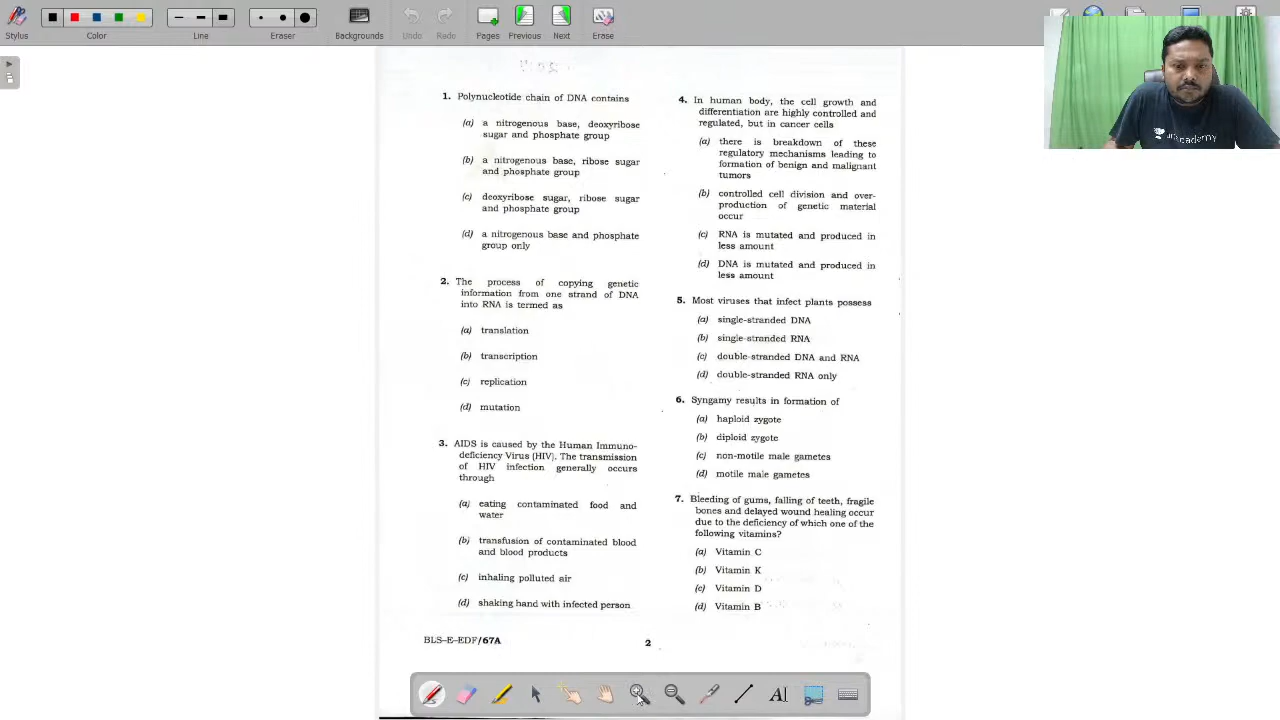 Stylus
Color
Line
Eraser
Backgrounds
Undo
Redo
Pages
Previous
Next
Erase
1. Polynucleotide chain of DNA contains
(a) a nitrogenous base, deoxyribose
sugar and phosphate group
(b) a nitrogenous base, ribose sugar
and phosphate group
(c) deoxyribose sugar, ribose sugar
and phosphate group
(d) a nitrogenous base and phosphate
group only
2. The process of copying genetic
information from one strand of DNA
into RNA is termed as
(a) translation
(b) transcription
(c) replication
(d) mutation
3. AIDS is caused by the Human Immuno-
deficiency Virus (HIV). The transmission
of HIV infection generally occurs
through
(a) eating contaminated food and
water
(b) transfusion of contaminated blood
and blood products
(c) inhaling polluted air
(d) shaking hand with infected person
4. In human body, the cell growth and
differentiation are highly controlled and
regulated, but in cancer cells
(a) there is breakdown of these
regulatory mechanisms leading to
formation of benign and malignant
tumors
(b) controlled cell division and over-
production of genetic material
occur
(c) RNA is mutated and produced in
less amount
(d) DNA is mutated and produced in
less amount
5. Most viruses that infect plants possess
(a) single-stranded DNA
(b) single-stranded RNA
(c) double-stranded DNA and RNA
(d) double-stranded RNA only
6. Syngamy results in formation of
(a) haploid zygote
(b) diploid zygote
(c) non-motile male gametes
(d) motile male gametes
7. Bleeding of gums, falling of teeth, fragile
bones and delayed wound healing occur
due to the deficiency of which one of the
following vitamins?
(a) Vitamin C
(b) Vitamin K
(c) Vitamin D
(d) Vitamin B
BLS-E-EDF/67A
2